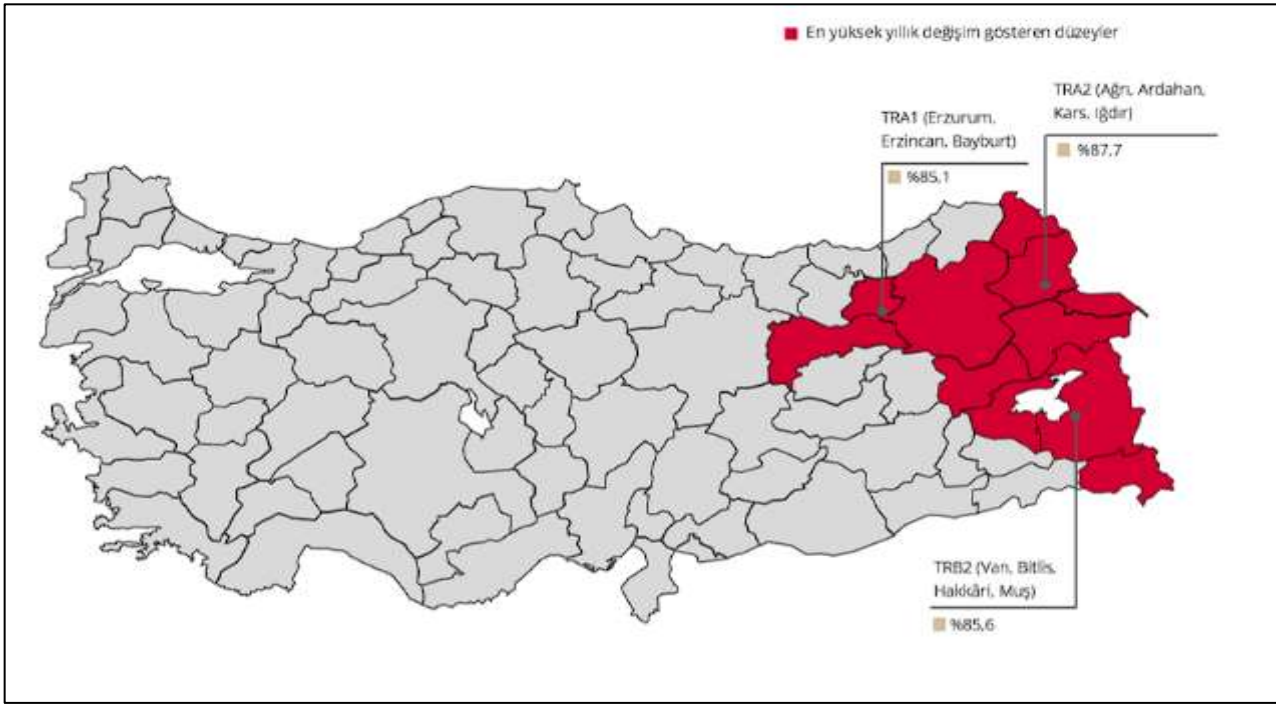 En yüksek yıllık değişim gösteren düzeyler
TRA2 (Ağrı, Ardahan,
Kars, Iğdır)
%87,7
TRA1 (Erzurum,
Erzincan, Bayburt)
%85,1
TRB2 (Van, Bitlis,
Hakkâri, Muş)
%85,6